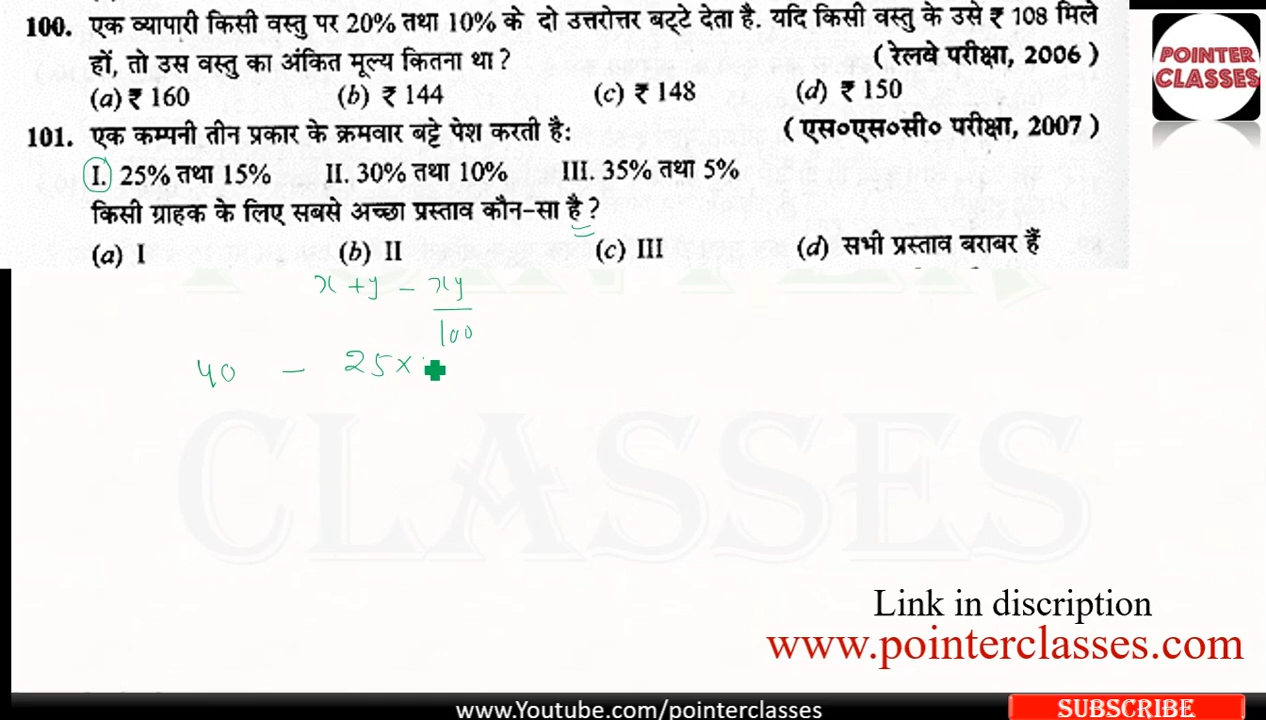 100. एक व्यापारी किसी वस्तु पर 20% तथा 10% के दो उत्तरोत्तर बट्टे देता है. यदि किसी वस्तु के उसे ₹ 108 मिले
हों, तो उस वस्तु का अंकित मूल्य कितना था ? (रेलवे परीक्षा, 2006)
(a) ₹ 160 (b) ₹ 144 (c) ₹ 148 (d) ₹ 150
101. एक कम्पनी तीन प्रकार के क्रमवार बट्टे पेश करती है: (एस०एस०सी० परीक्षा, 2007)
I. 25% तथा 15% II. 30% तथा 10% III. 35% तथा 5%
किसी ग्राहक के लिए सबसे अच्छा प्रस्ताव कौन-सा है ?
(a) I (b) II (c) III (d) सभी प्रस्ताव बराबर हैं
POINTER
CLASSES
x + y - xy
100
40 - 25×
CLASSES
Link in discription
www.pointerclasses.com
www.Youtube.com/pointerclasses
SUBSCRIBE